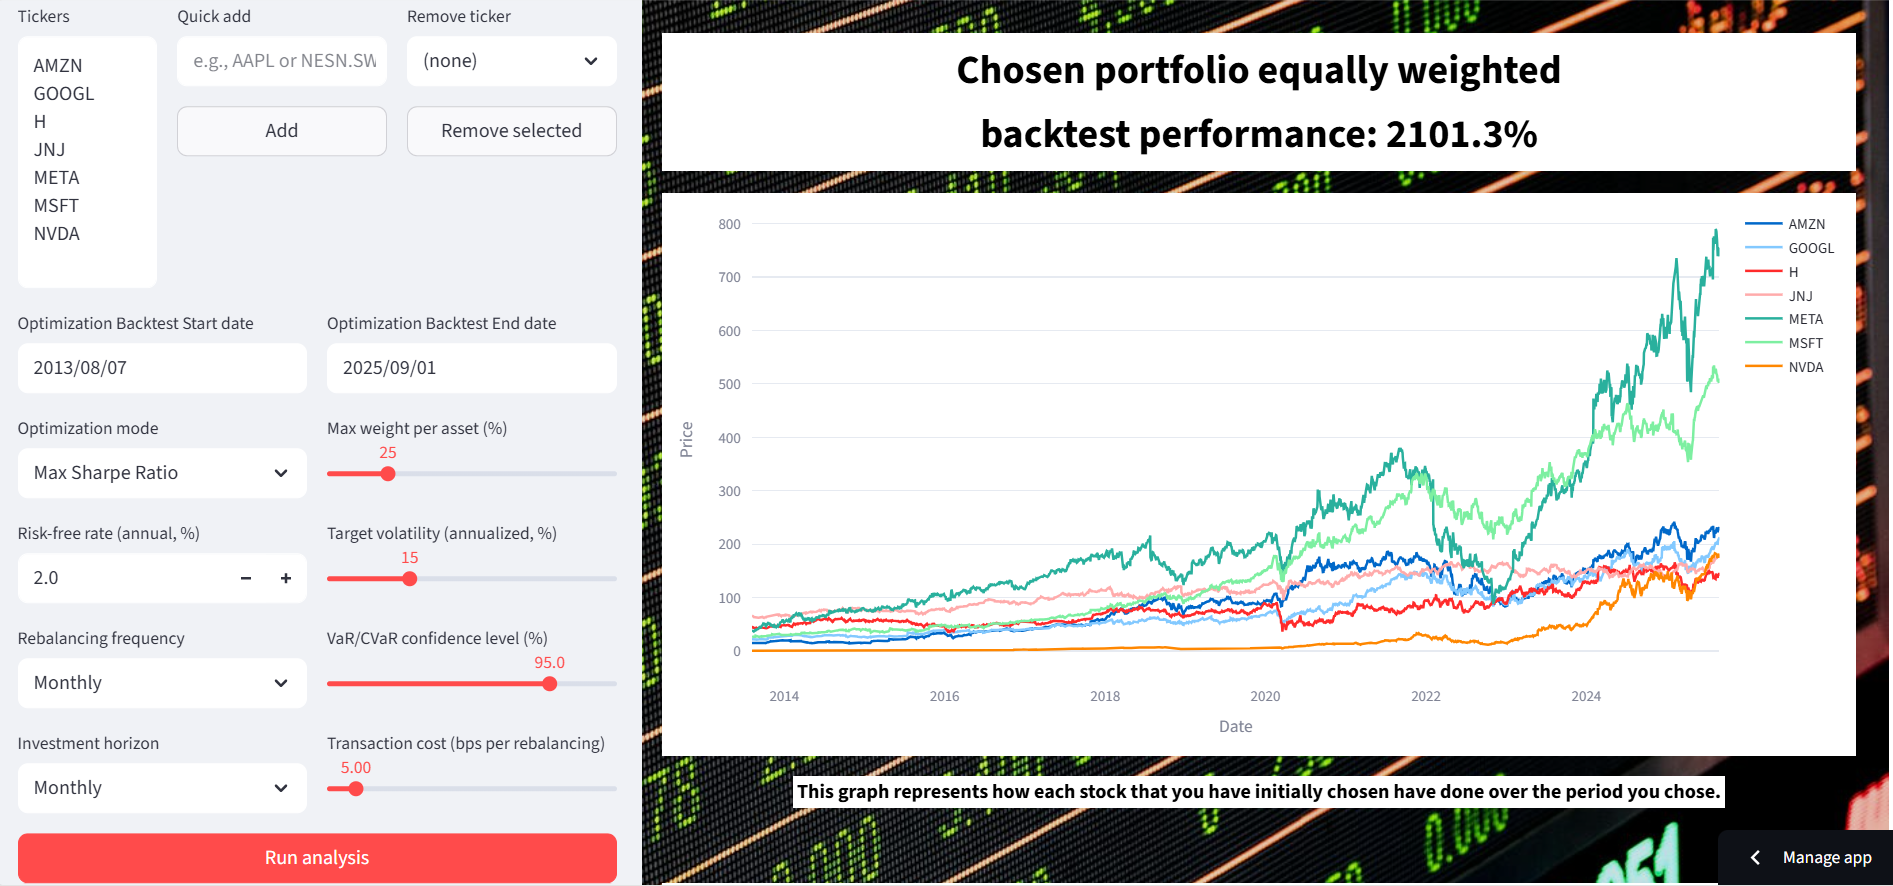 Tickers
Quick add
Remove ticker
AMZN
GOOGL
H
JNJ
META
MSFT
NVDA
e.g., AAPL or NESN.SW
(none)
Add
Remove selected
Optimization Backtest Start date
Optimization Backtest End date
2013/08/07
2025/09/01
Optimization mode
Max weight per asset (%)
25
Max Sharpe Ratio
Risk-free rate (annual, %)
Target volatility (annualized, %)
15
2.0
− +
Rebalancing frequency
VaR/CVaR confidence level (%)
95.0
Monthly
Investment horizon
Transaction cost (bps per rebalancing)
5.00
Monthly
Run analysis
Chosen portfolio equally weighted
backtest performance: 2101.3%
Price
800
700
600
500
400
300
200
100
0
2014 2016 2018 2020 2022 2024
Date
AMZN
GOOGL
H
JNJ
META
MSFT
NVDA
This graph represents how each stock that you have initially chosen have done over the period you chose.
Manage app